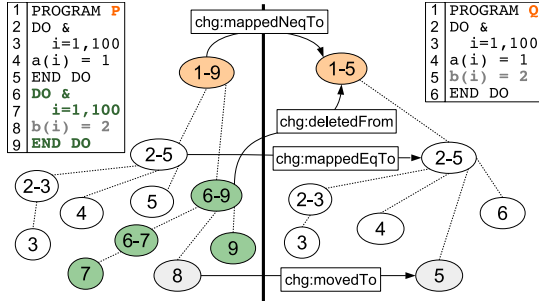 1 PROGRAM P
2 DO &
3 i=1,100
4 a(i) = 1
5 END DO
6 DO &
7 i=1,100
8 b(i) = 2
9 END DO
chg:mappedNeqTo
1 PROGRAM Q
2 DO &
3 i=1,100
4 a(i) = 1
5 b(i) = 2
6 END DO
1-9
1-5
chg:deletedFrom
2-5
chg:mappedEqTo
2-5
2-3
4
5
6-9
2-3
4
6
3
6-7
9
3
7
8
chg:movedTo
5